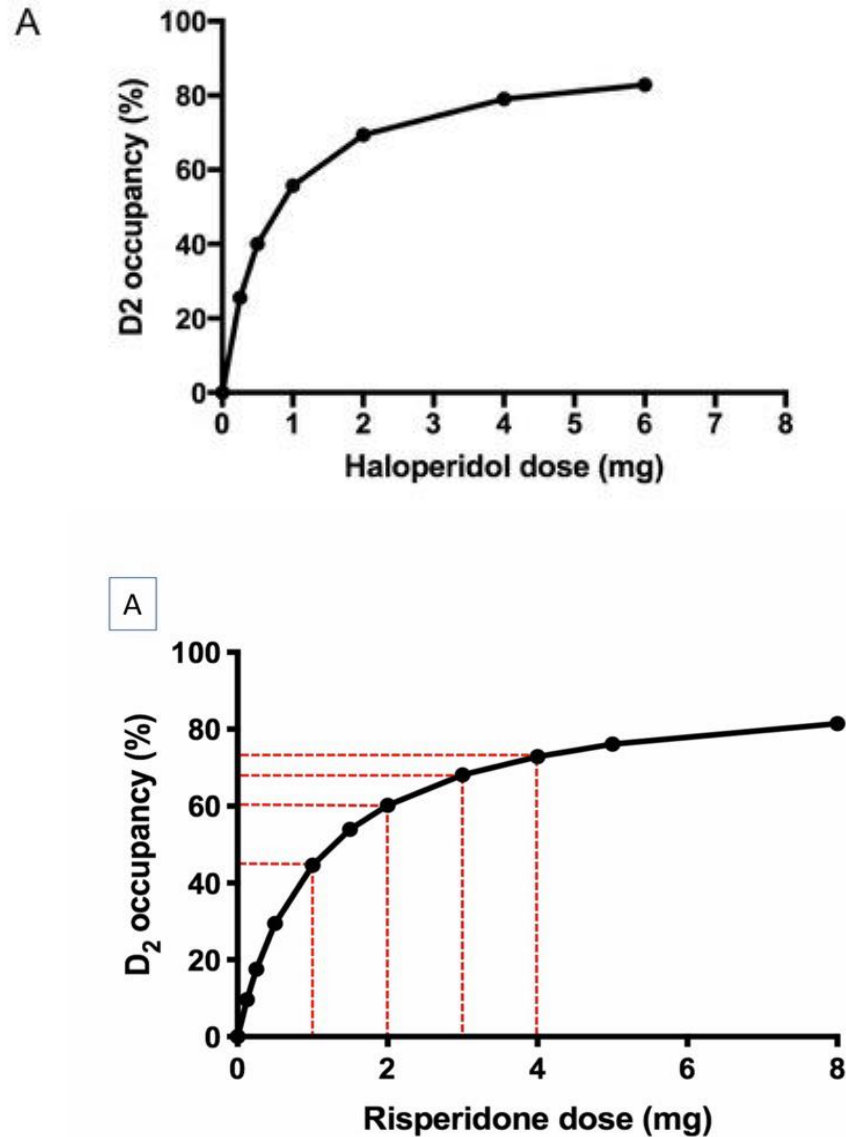 A
100
80
60
40
20
0
D2 occupancy (%)
0 1 2 3 4 5 6 7 8
Haloperidol dose (mg)
A
100
80
60
40
20
0
D₂ occupancy (%)
0 2 4 6 8
Risperidone dose (mg)